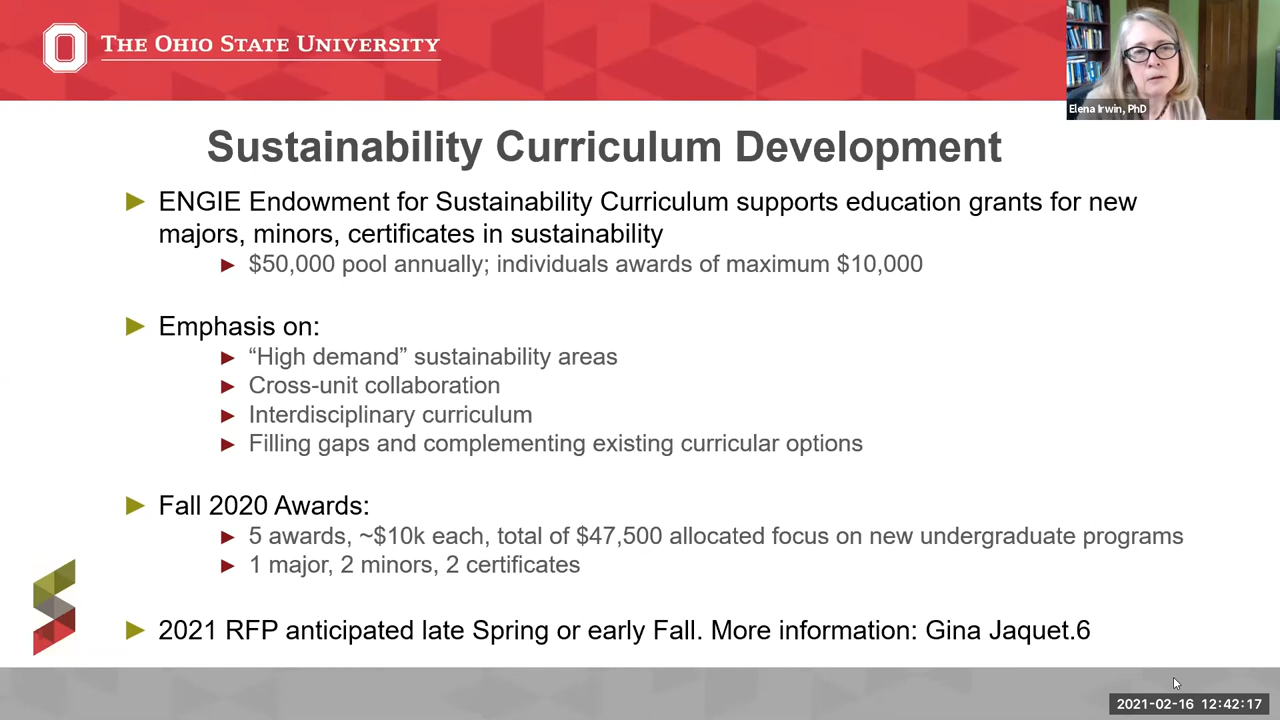 THE OHIO STATE UNIVERSITY
Elena Irwin, PhD
Sustainability Curriculum Development
ENGIE Endowment for Sustainability Curriculum supports education grants for new
majors, minors, certificates in sustainability
$50,000 pool annually; individuals awards of maximum $10,000
Emphasis on:
“High demand” sustainability areas
Cross-unit collaboration
Interdisciplinary curriculum
Filling gaps and complementing existing curricular options
Fall 2020 Awards:
5 awards, ~$10k each, total of $47,500 allocated focus on new undergraduate programs
1 major, 2 minors, 2 certificates
2021 RFP anticipated late Spring or early Fall. More information: Gina Jaquet.6
2021-02-16 12:42:17